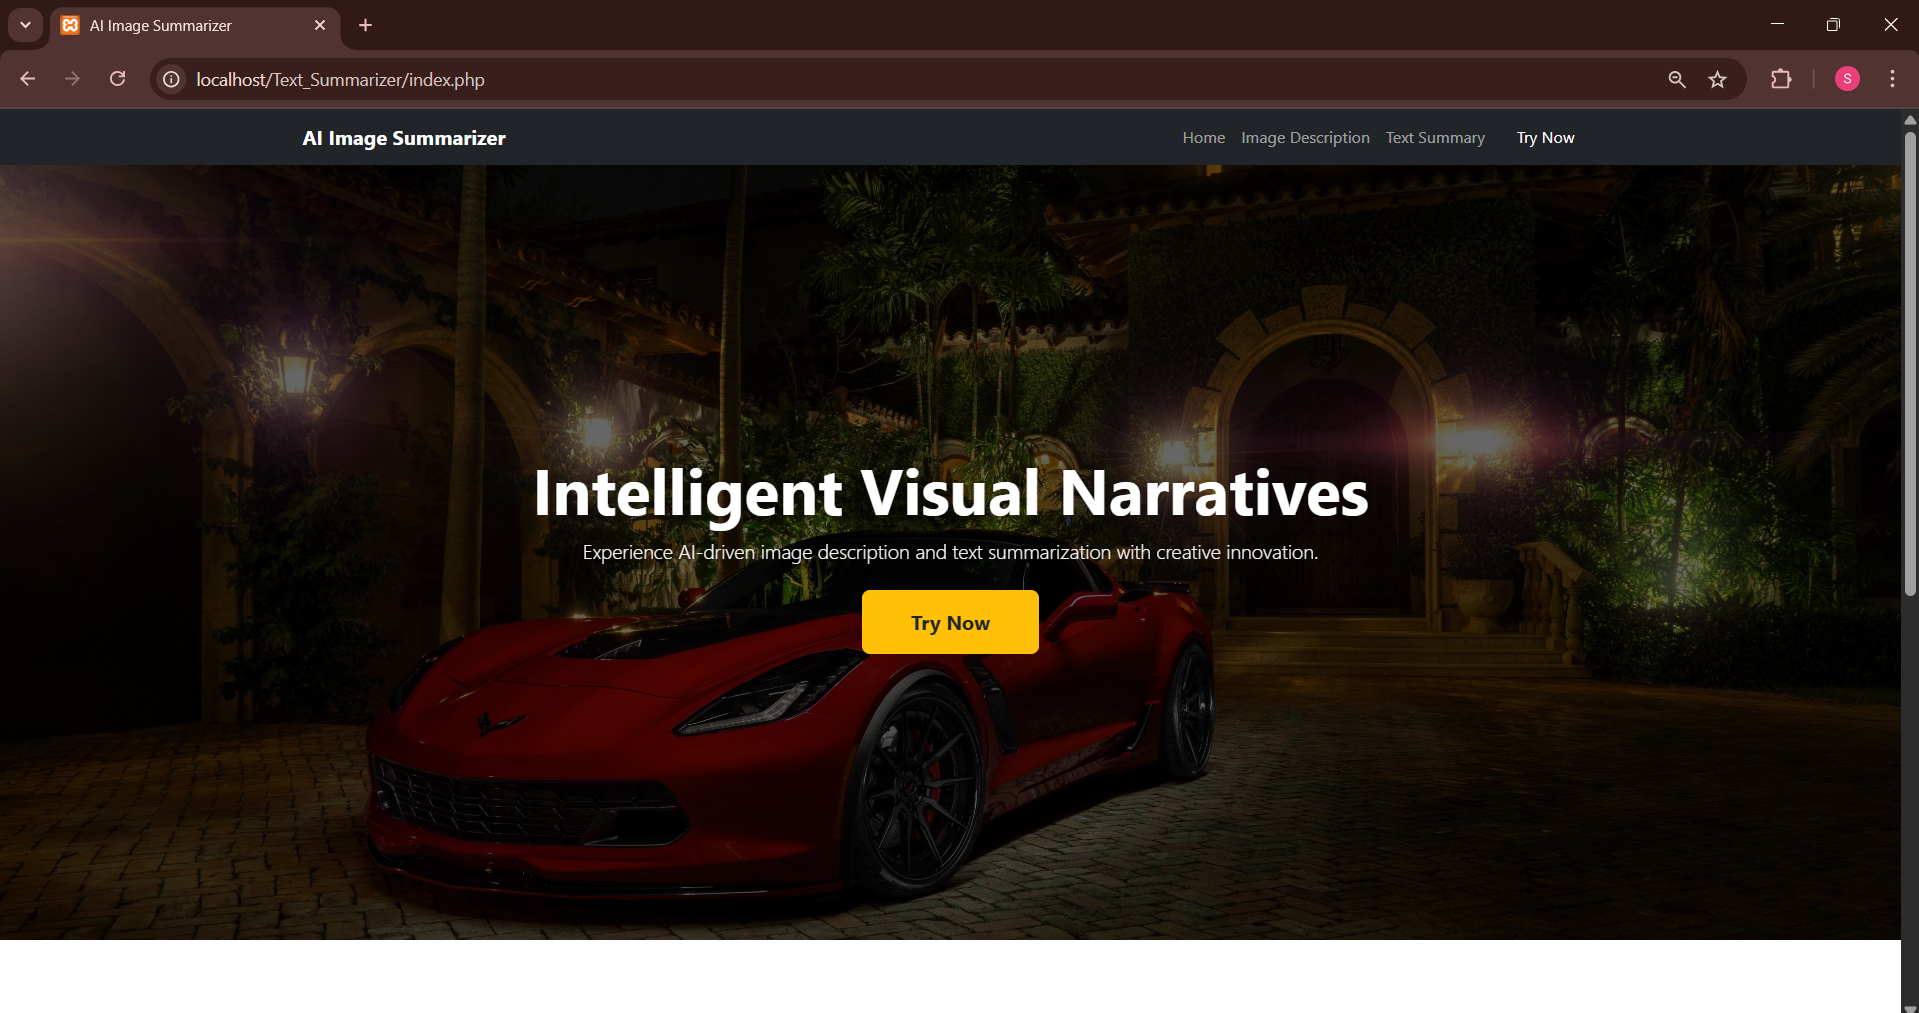 AI Image Summarizer
localhost/Text_Summarizer/index.php
S
AI Image Summarizer
Home Image Description Text Summary Try Now
Intelligent Visual Narratives
Experience AI-driven image description and text summarization with creative innovation.
Try Now